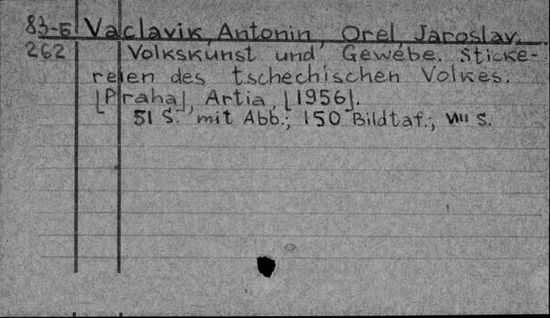 83-Б Vaclavik, Antonin, Orel, Jaroslav.
262 Volkskunst und Gewebe. Sticke-
reien des tschechischen Volkes.
[Praha], Artia, [1956].
51 S. mit Abb.; 150 Bildtaf.; VIII S.